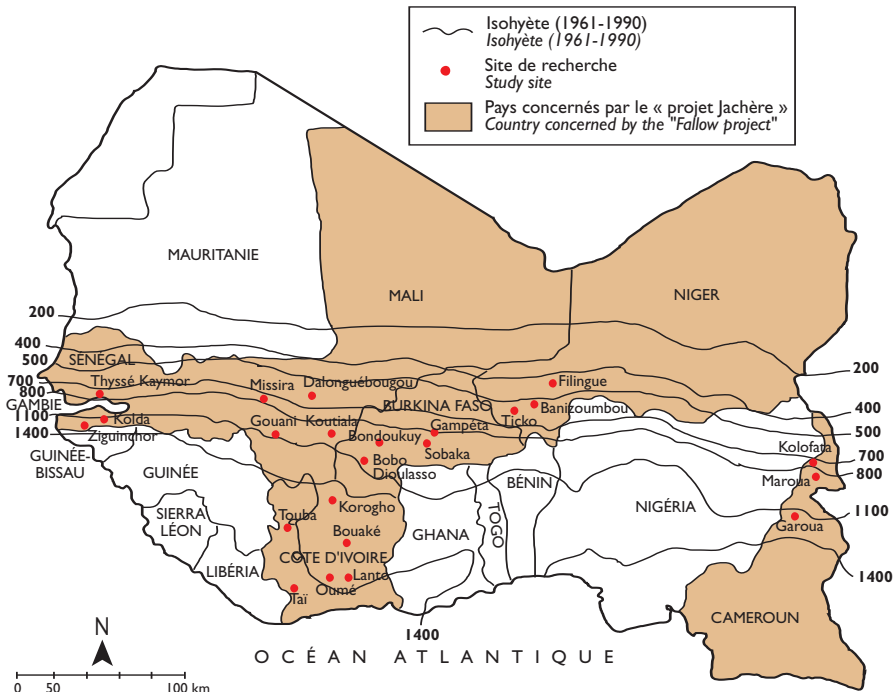 Isohyète (1961-1990)
Isohyète (1961-1990)
Site de recherche
Study site
Pays concernés par le « projet Jachère »
Country concerned by the "Fallow project"
MAURITANIE
MALI
NIGER
200
400
500
700
800
1100
1400
SENÉGAL
Thyssé Kaymor
GAMBIE
Kolda
Ziguinchor
GUINÉE-
BISSAU
GUINÉE
SIERRA
LÉON
LIBÉRIA
Missira
Dalonguébougou
Gouani
Koutiala
BURKINA FASO
Gampéta
Bondoukuy
Sobaka
Bobo
Dioulasso
Filingue
Banizoumbou
Ticko
Korogho
Touba
Bouaké
CÔTE D'IVOIRE
Lanto
Oumé
Taï
GHANA
TOGO
BÉNIN
NIGÉRIA
Kolofata
Maroua
Garoua
CAMEROUN
200
400
500
700
800
1100
1400
1400
N
OCÉAN ATLANTIQUE
0 50 100 km